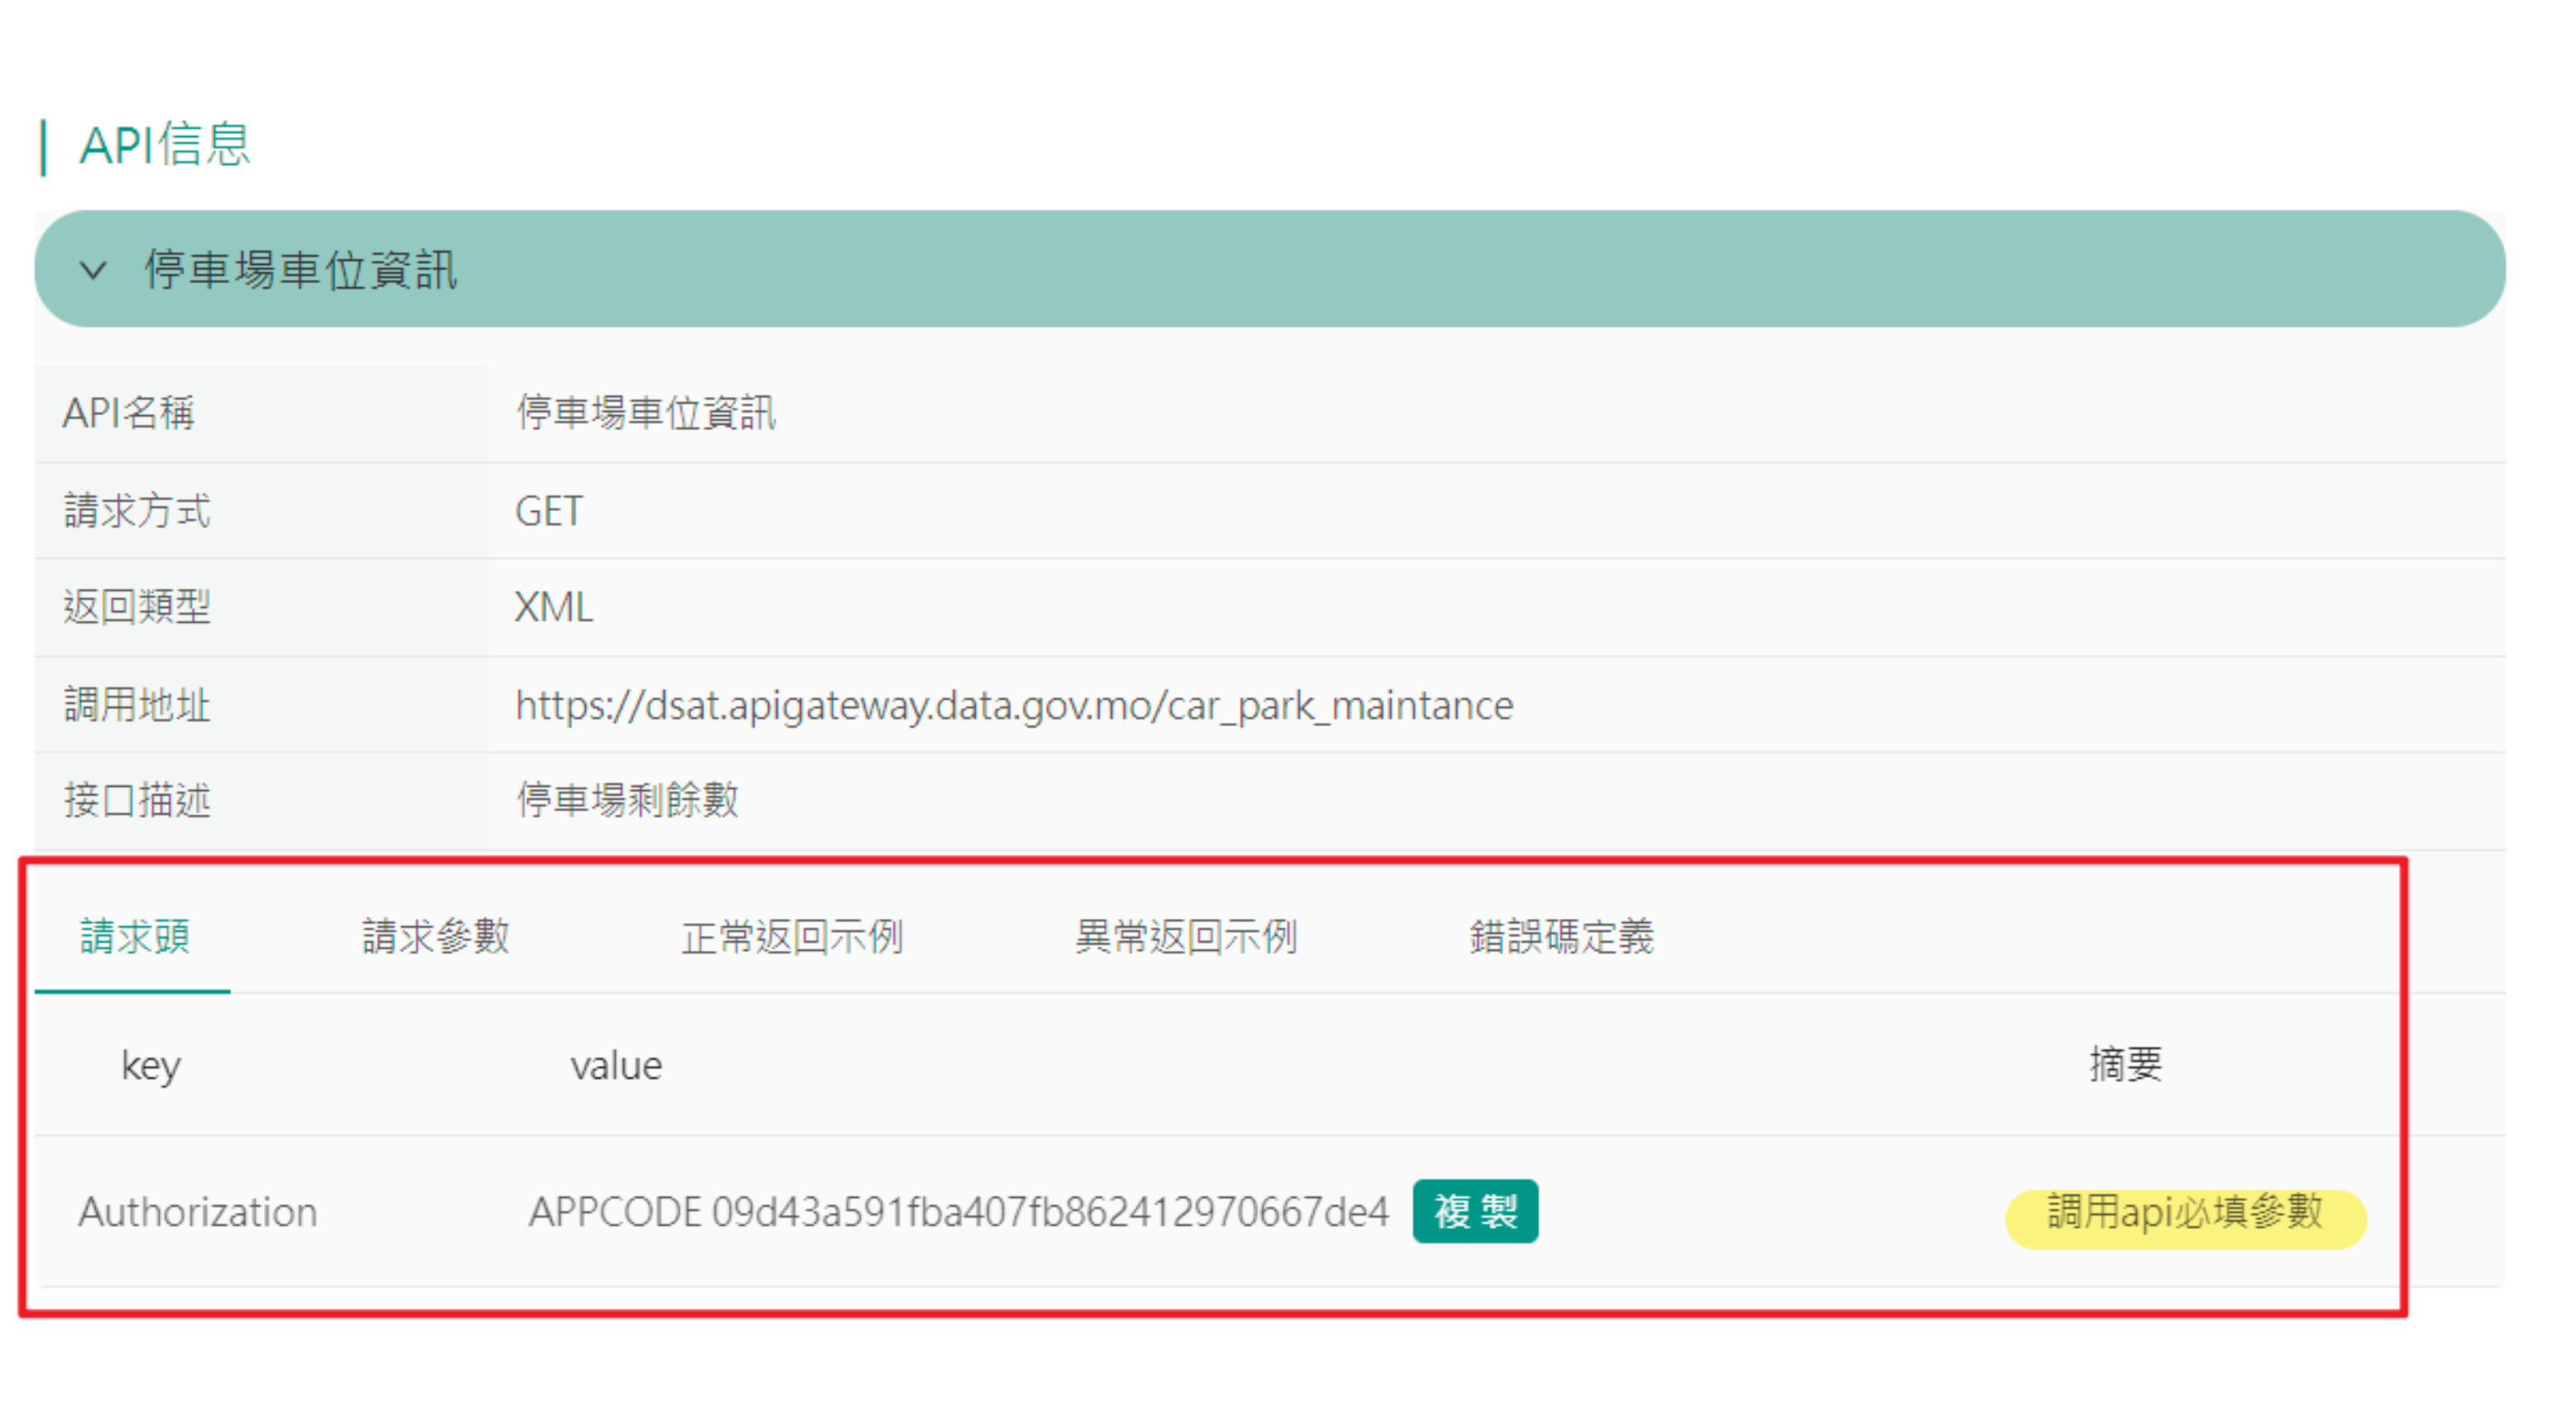 API信息
停車場車位資訊
API名稱 停車場車位資訊
請求方式 GET
返回類型 XML
調用地址 https://dsat.apigateway.data.gov.mo/car_park_maintance
接口描述 停車場剩餘數
請求頭 請求參數 正常返回示例 異常返回示例 錯誤碼定義
key value 摘要
Authorization APPCODE 09d43a591fba407fb862412970667de4 複製 調用api必填參數